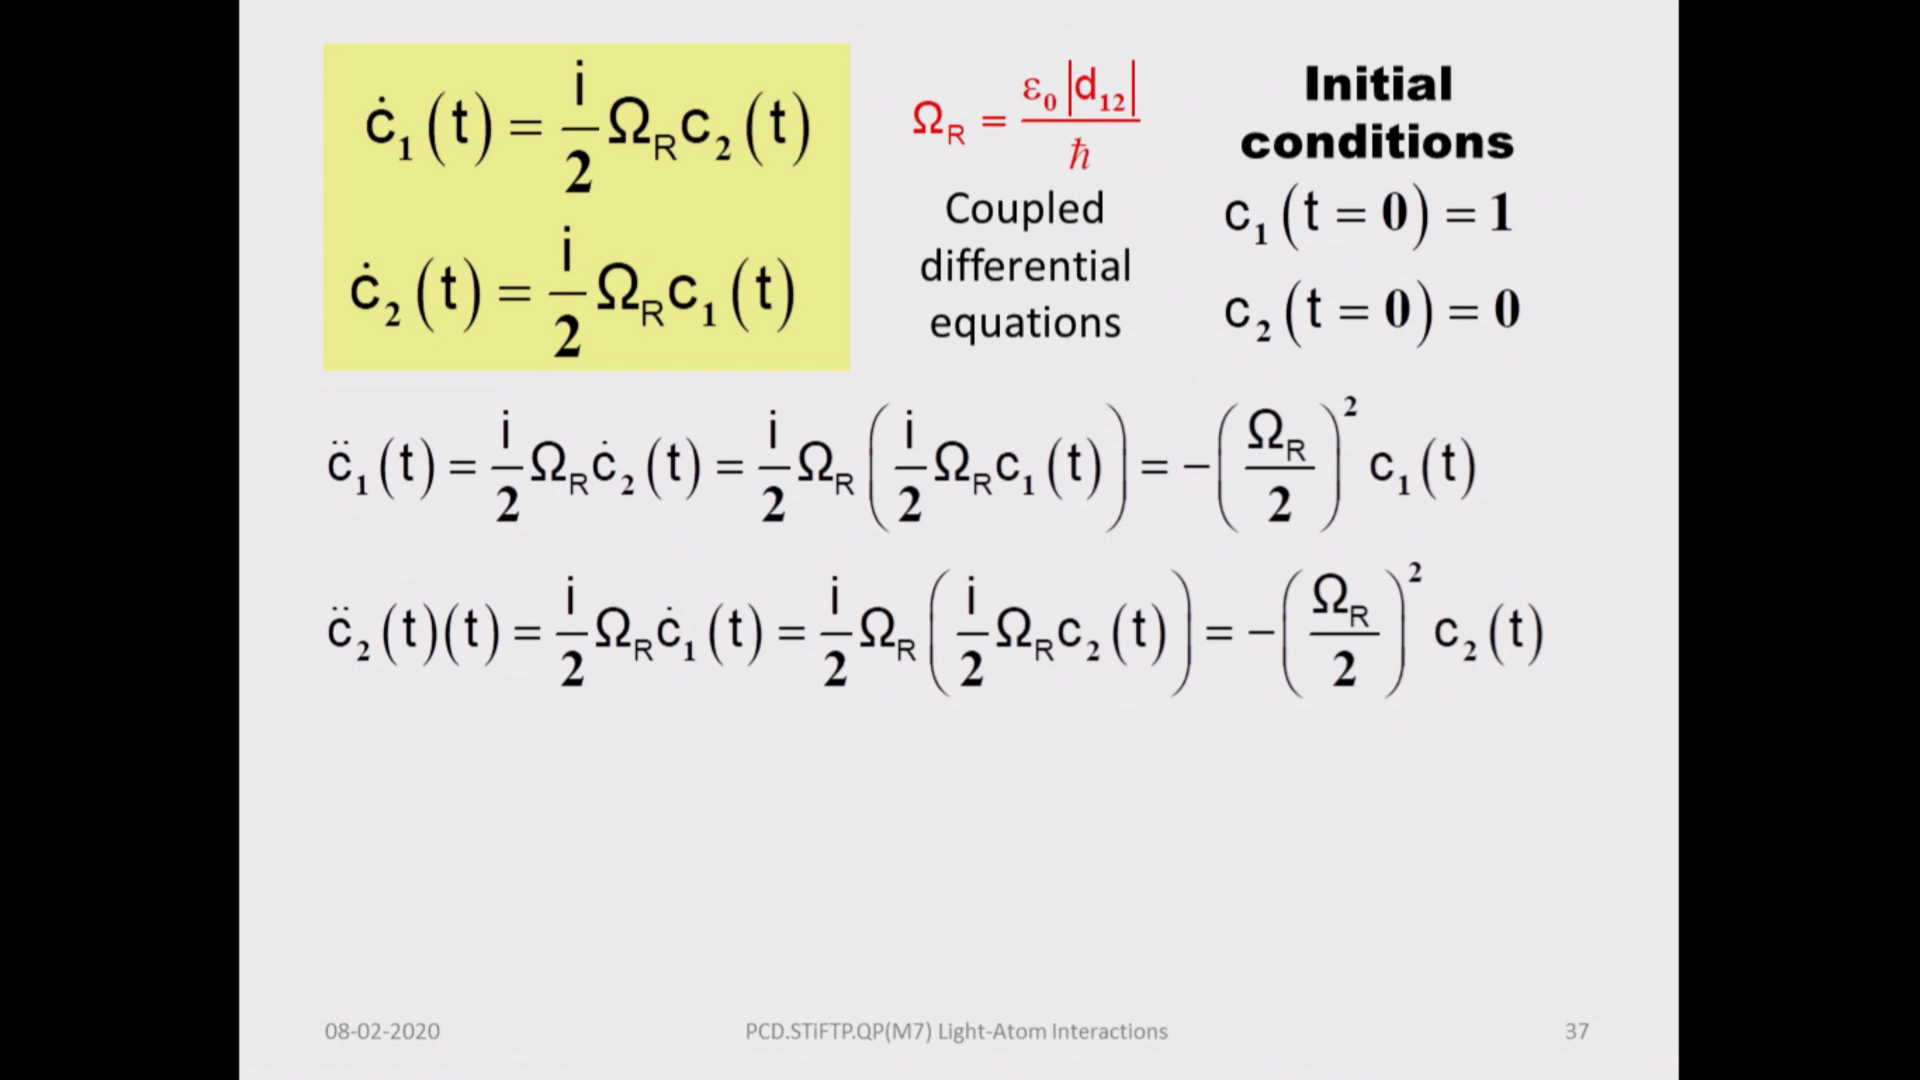 ċ₁(t) = i/2 Ω_R c₂(t)
ċ₂(t) = i/2 Ω_R c₁(t)
Ω_R = ε₀|d₁₂|/ħ
Coupled
differential
equations
Initial
conditions
c₁(t = 0) = 1
c₂(t = 0) = 0
c̈₁(t) = i/2 Ω_R ċ₂(t) = i/2 Ω_R (i/2 Ω_R c₁(t)) = −(Ω_R/2)² c₁(t)
c̈₂(t)(t) = i/2 Ω_R ċ₁(t) = i/2 Ω_R (i/2 Ω_R c₂(t)) = −(Ω_R/2)² c₂(t)
08-02-2020
PCD.STiFTP.QP(M7) Light-Atom Interactions
37